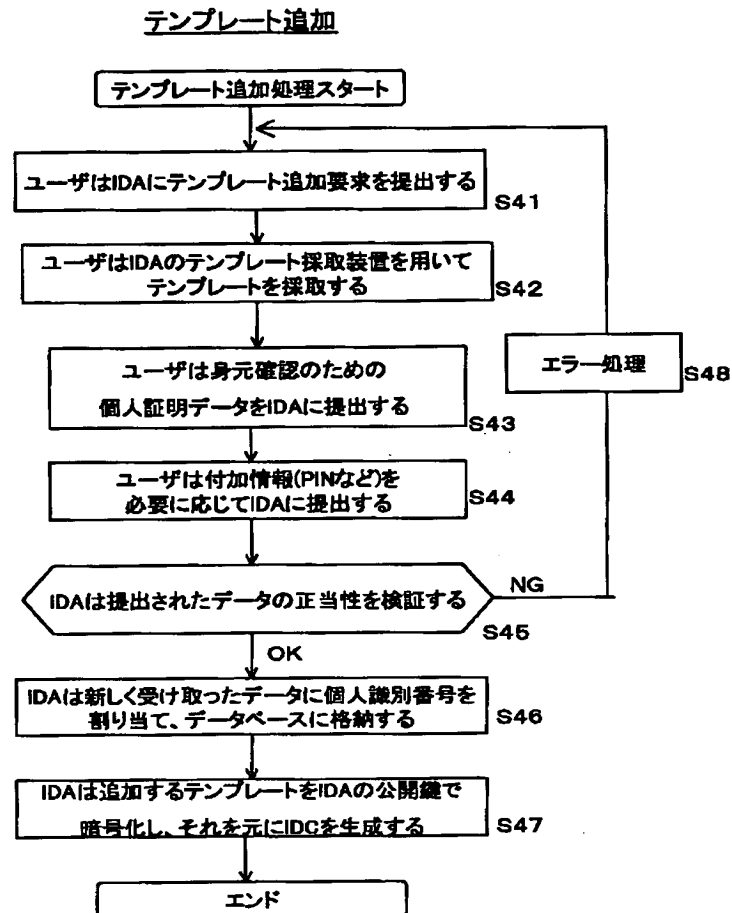 テンプレート追加
テンプレート追加処理スタート
ユーザはIDAにテンプレート追加要求を提出する
S41
ユーザはIDAのテンプレート採取装置を用いて
テンプレートを採取する
S42
ユーザは身元確認のための
個人証明データをIDAに提出する
S43
ユーザは付加情報(PINなど)を
必要に応じてIDAに提出する
S44
IDAは提出されたデータの正当性を検証する
S45
NG
エラー処理
S48
OK
IDAは新しく受け取ったデータに個人識別番号を
割り当て、データベースに格納する
S46
IDAは追加するテンプレートをIDAの公開鍵で
暗号化し、それを元にIDCを生成する
S47
エンド